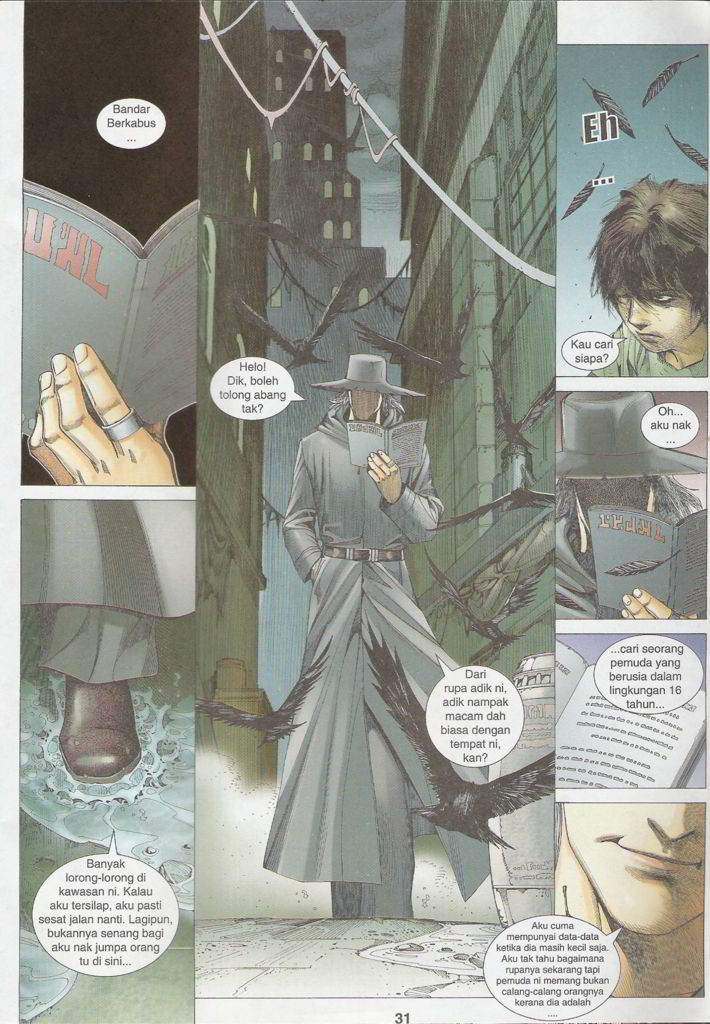 Bandar
Berkabus
...
Banyak
lorong-lorong di
kawasan ni. Kalau
aku tersilap, aku pasti
sesat jalan nanti. Lagipun,
bukannya senang bagi
aku nak jumpa orang
tu di sini...
Helo!
Dik, boleh
tolong abang
tak?
Dari
rupa adik ni,
adik nampak
macam dah
biasa dengan
tempat ni,
kan?
Eh
...
Kau cari
siapa?
Oh...
aku nak
...
...cari seorang
pemuda yang
berusia dalam
lingkungan 16
tahun...
Aku cuma
mempunyai data-data
ketika dia masih kecil saja.
Aku tak tahu bagaimana
rupanya sekarang tapi
pemuda ni memang bukan
calang-calang orangnya
kerana dia adalah
....
31